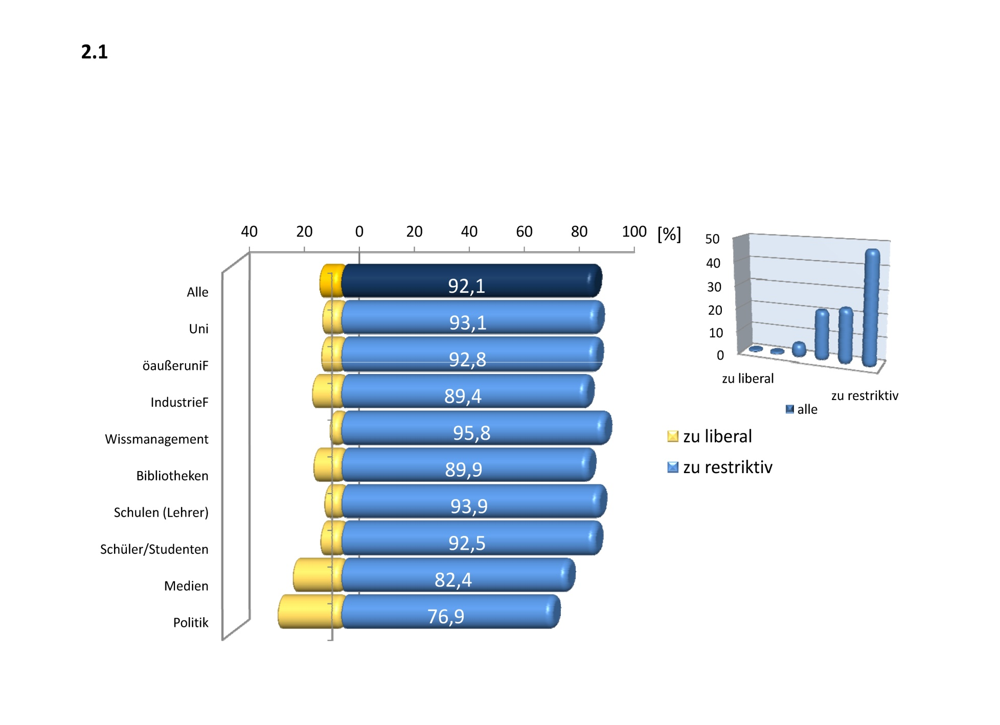 2.1
40 20 0 20 40 60 80 100 [%]
Alle 92,1
Uni 93,1
öaußeruniF 92,8
IndustrieF 89,4
Wissmanagement 95,8
Bibliotheken 89,9
Schulen (Lehrer) 93,9
Schüler/Studenten 92,5
Medien 82,4
Politik 76,9
50
40
30
20
10
0
zu liberal
zu restriktiv
alle
zu liberal
zu restriktiv